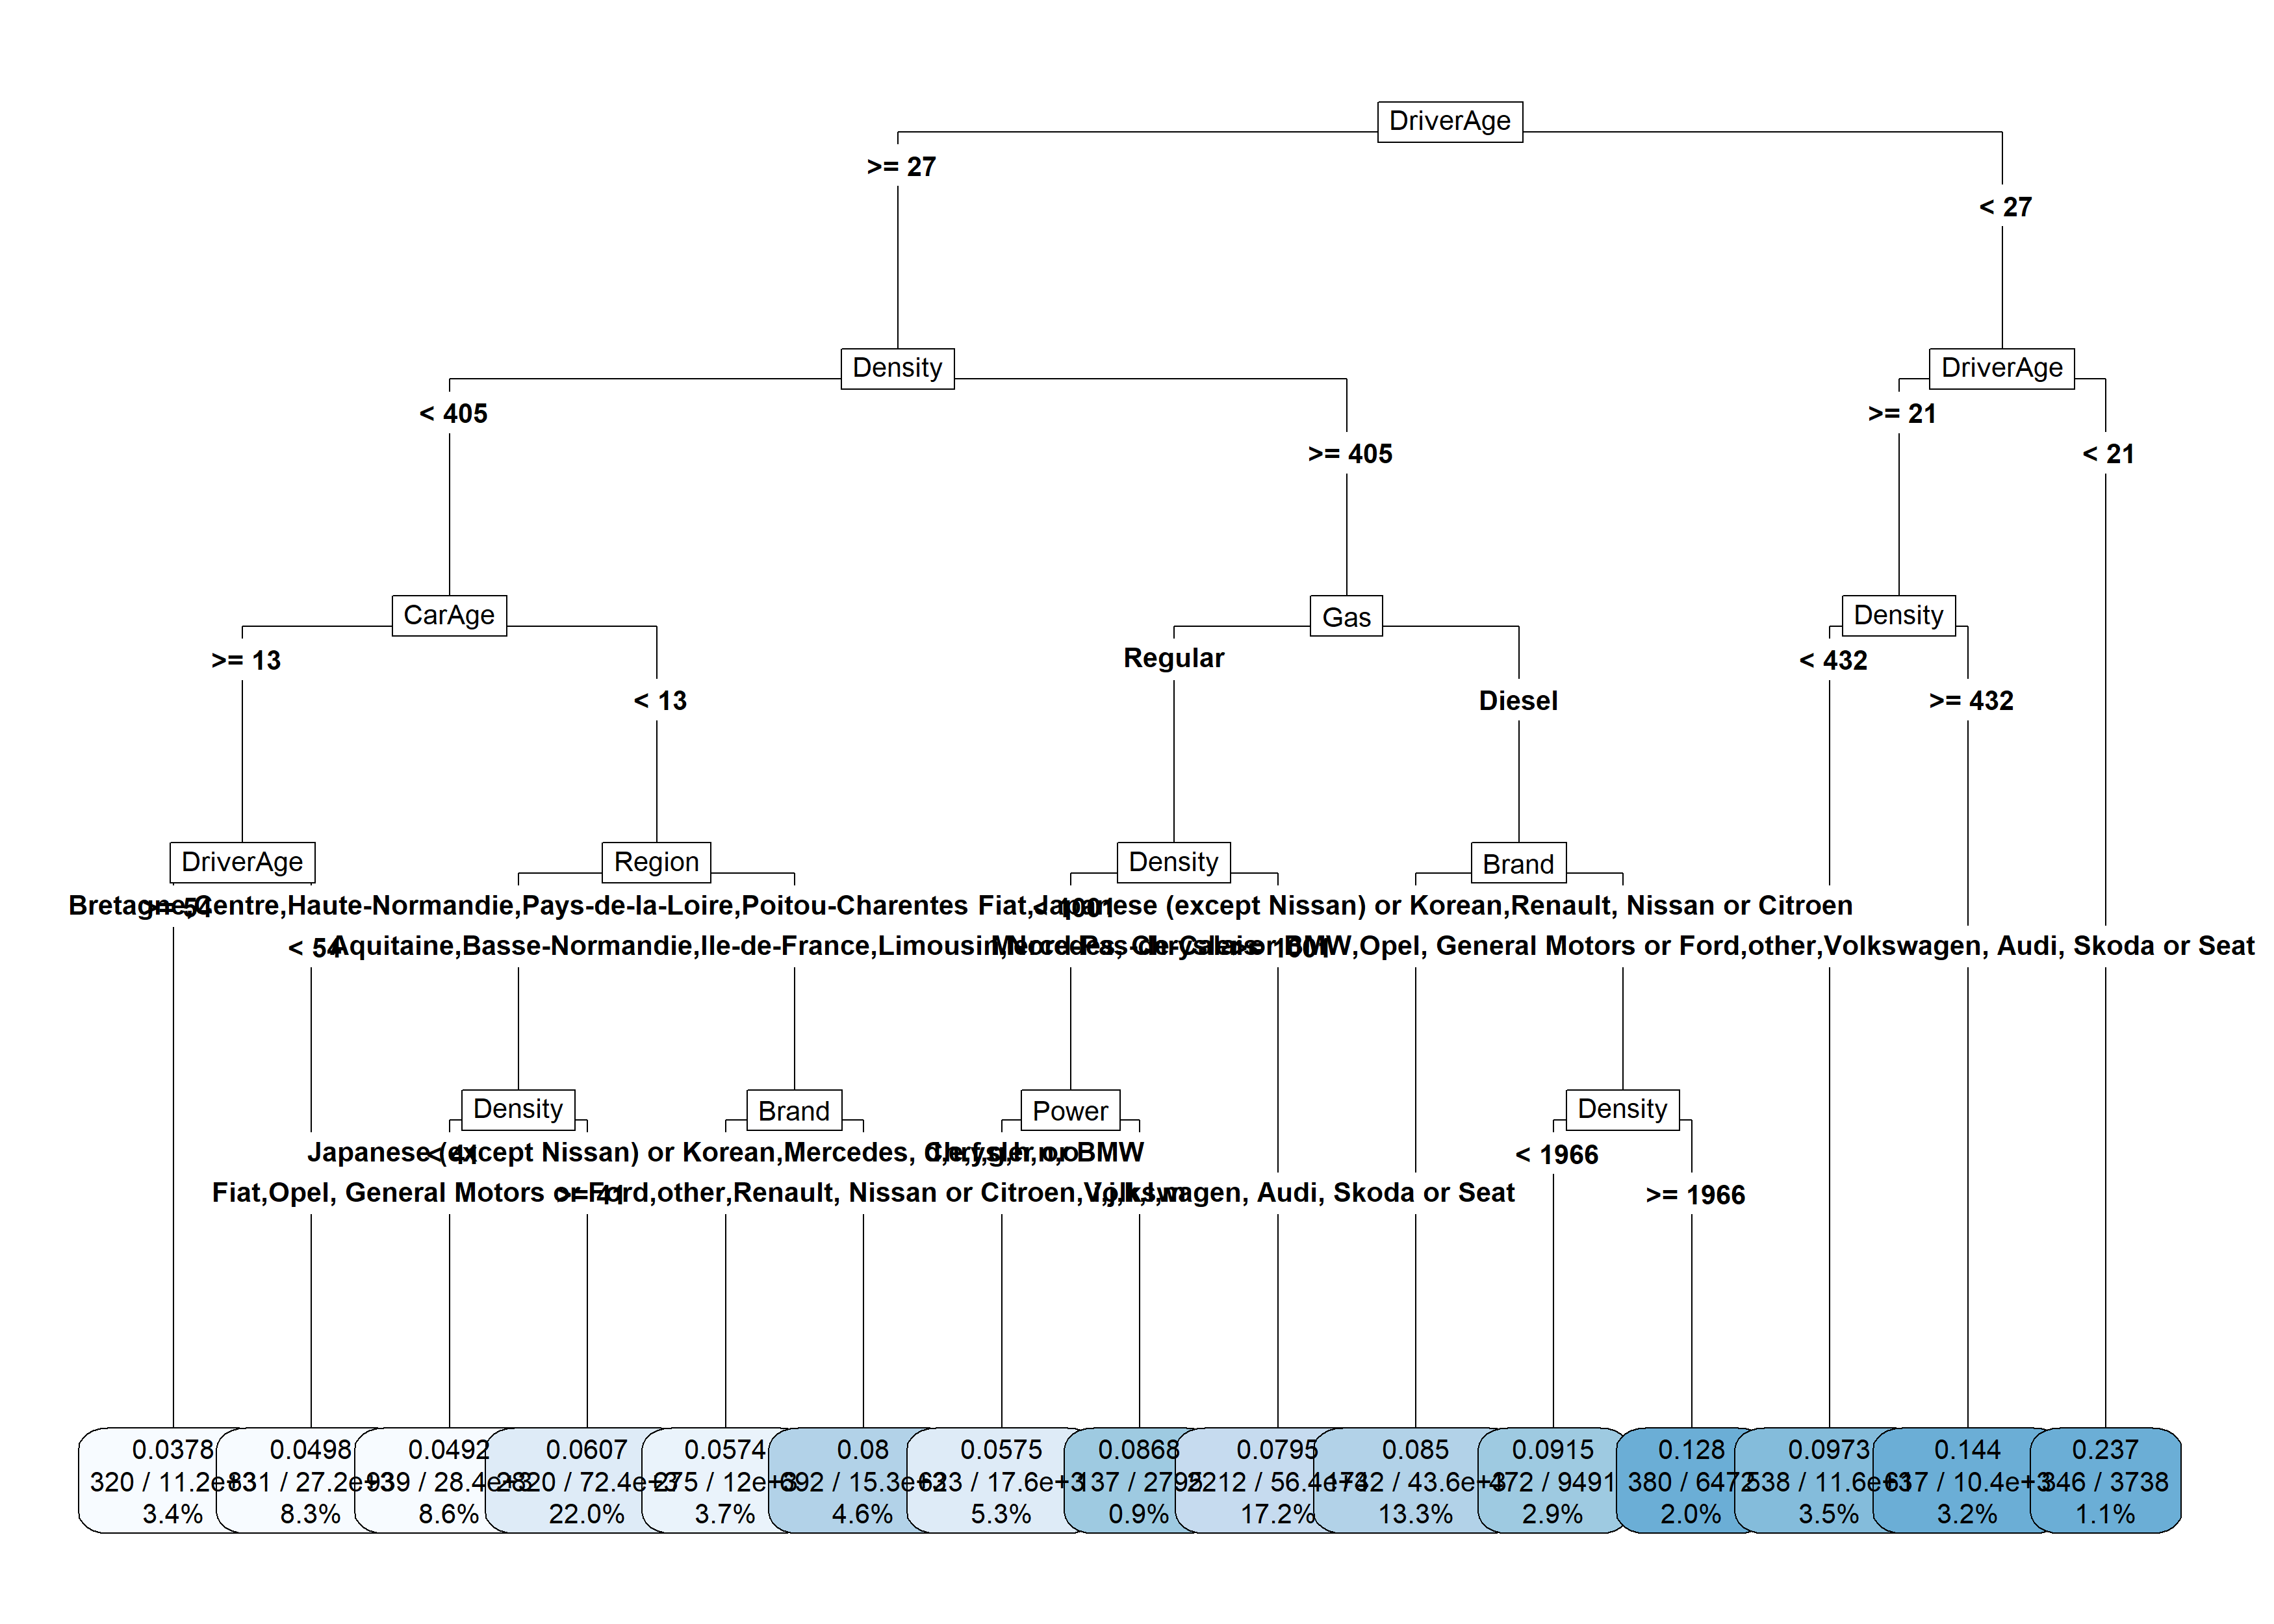 DriverAge
>= 27
< 27
Density
DriverAge
< 405
>= 21
>= 405
< 21
CarAge
Gas
Density
>= 13
Regular
< 432
< 13
Diesel
>= 432
DriverAge
Region
Density
Brand
>= 54
Bretagne,Centre,Haute-Normandie,Pays-de-la-Loire,Poitou-Charentes
< 1001
Fiat,Japanese (except Nissan) or Korean,Renault, Nissan or Citroen
< 54
Aquitaine,Basse-Normandie,Ile-de-France,Limousin,Nord-Pas-de-Calais
>= 1001
Mercedes, Chrysler or BMW,Opel, General Motors or Ford,other,Volkswagen, Audi, Skoda or Seat
Density
Brand
Power
Density
< 41
Japanese (except Nissan) or Korean,Mercedes, Chrysler or BMW
< 1966
>= 41
Fiat,Opel, General Motors or Ford,other,Renault, Nissan or Citroen,Volkswagen, Audi, Skoda or Seat
i,j,k,l,m
>= 1966
0.0378
320 / 11.2e+3
3.4%
0.0498
831 / 27.2e+3
8.3%
0.0492
939 / 28.4e+3
8.6%
0.0607
2820 / 72.4e+3
22.0%
0.0574
275 / 12e+3
3.7%
0.08
692 / 15.3e+3
4.6%
0.0575
623 / 17.6e+3
5.3%
0.0868
137 / 2795
0.9%
0.0795
2212 / 56.4e+3
17.2%
0.085
1742 / 43.6e+3
13.3%
0.0915
472 / 9491
2.9%
0.128
380 / 6472
2.0%
0.0973
538 / 11.6e+3
3.5%
0.144
617 / 10.4e+3
3.2%
0.237
346 / 3738
1.1%